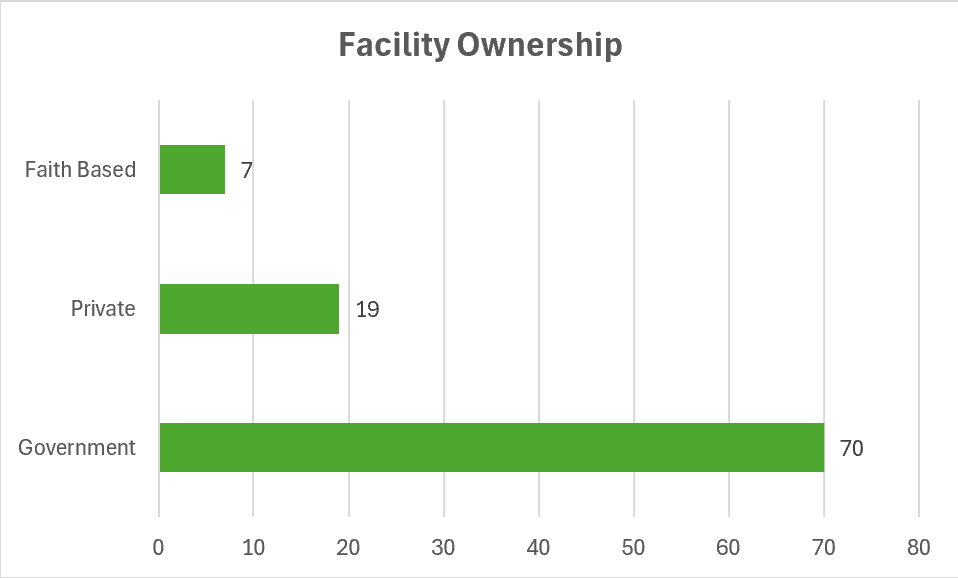 Facility Ownership
Faith Based 7
Private 19
Government 70
0 10 20 30 40 50 60 70 80